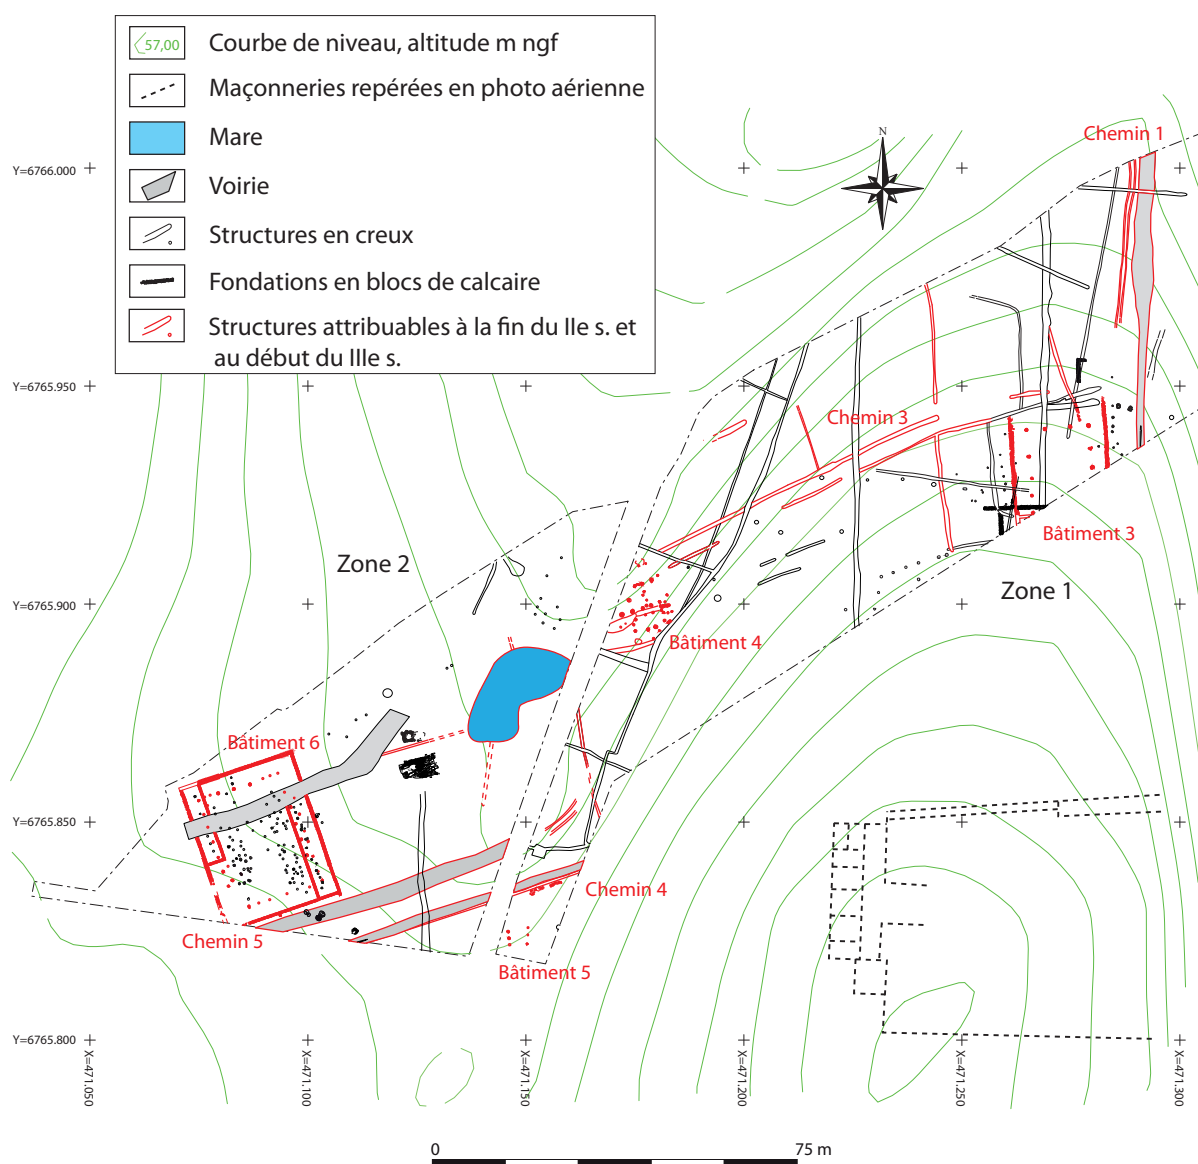 57,00
Courbe de niveau, altitude m ngf
Maçonneries repérées en photo aérienne
Mare
Voirie
Structures en creux
Fondations en blocs de calcaire
Structures attribuables à la fin du IIe s. et
au début du IIIe s.
N
Chemin 1
Y=6766.000
Y=6765.950
Chemin 3
Bâtiment 3
Zone 2
Zone 1
Y=6765.900
Bâtiment 4
Bâtiment 6
Y=6765.850
Chemin 4
Chemin 5
Bâtiment 5
Y=6765.800
X=471.050
X=471.100
X=471.150
X=471.200
X=471.250
X=471.300
0
75 m